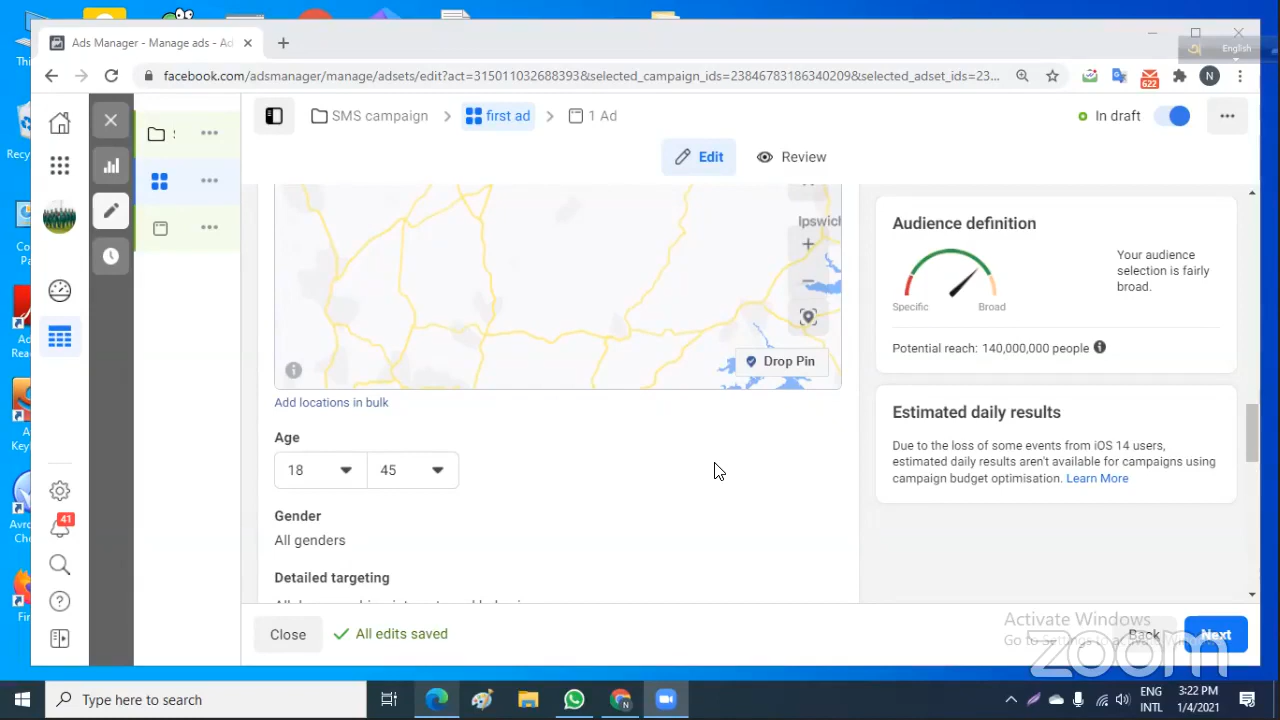 Ads Manager - Manage ads - Ad
English
facebook.com/adsmanager/manage/adsets/edit?act=315011032688393&selected_campaign_ids=23846783186340209&selected_adset_ids=23...
622
N
SMS campaign
first ad
1 Ad
In draft
Edit
Review
Ipswich
Drop Pin
Add locations in bulk
Age
18
45
Gender
All genders
Detailed targeting
Audience definition
Your audience
selection is fairly
broad.
Specific
Broad
Potential reach: 140,000,000 people
Estimated daily results
Due to the loss of some events from iOS 14 users,
estimated daily results aren't available for campaigns using
campaign budget optimisation. Learn More
41
Close
All edits saved
Activate Windows
Back
Next
zoom
Type here to search
ENG
INTL
3:22 PM
1/4/2021